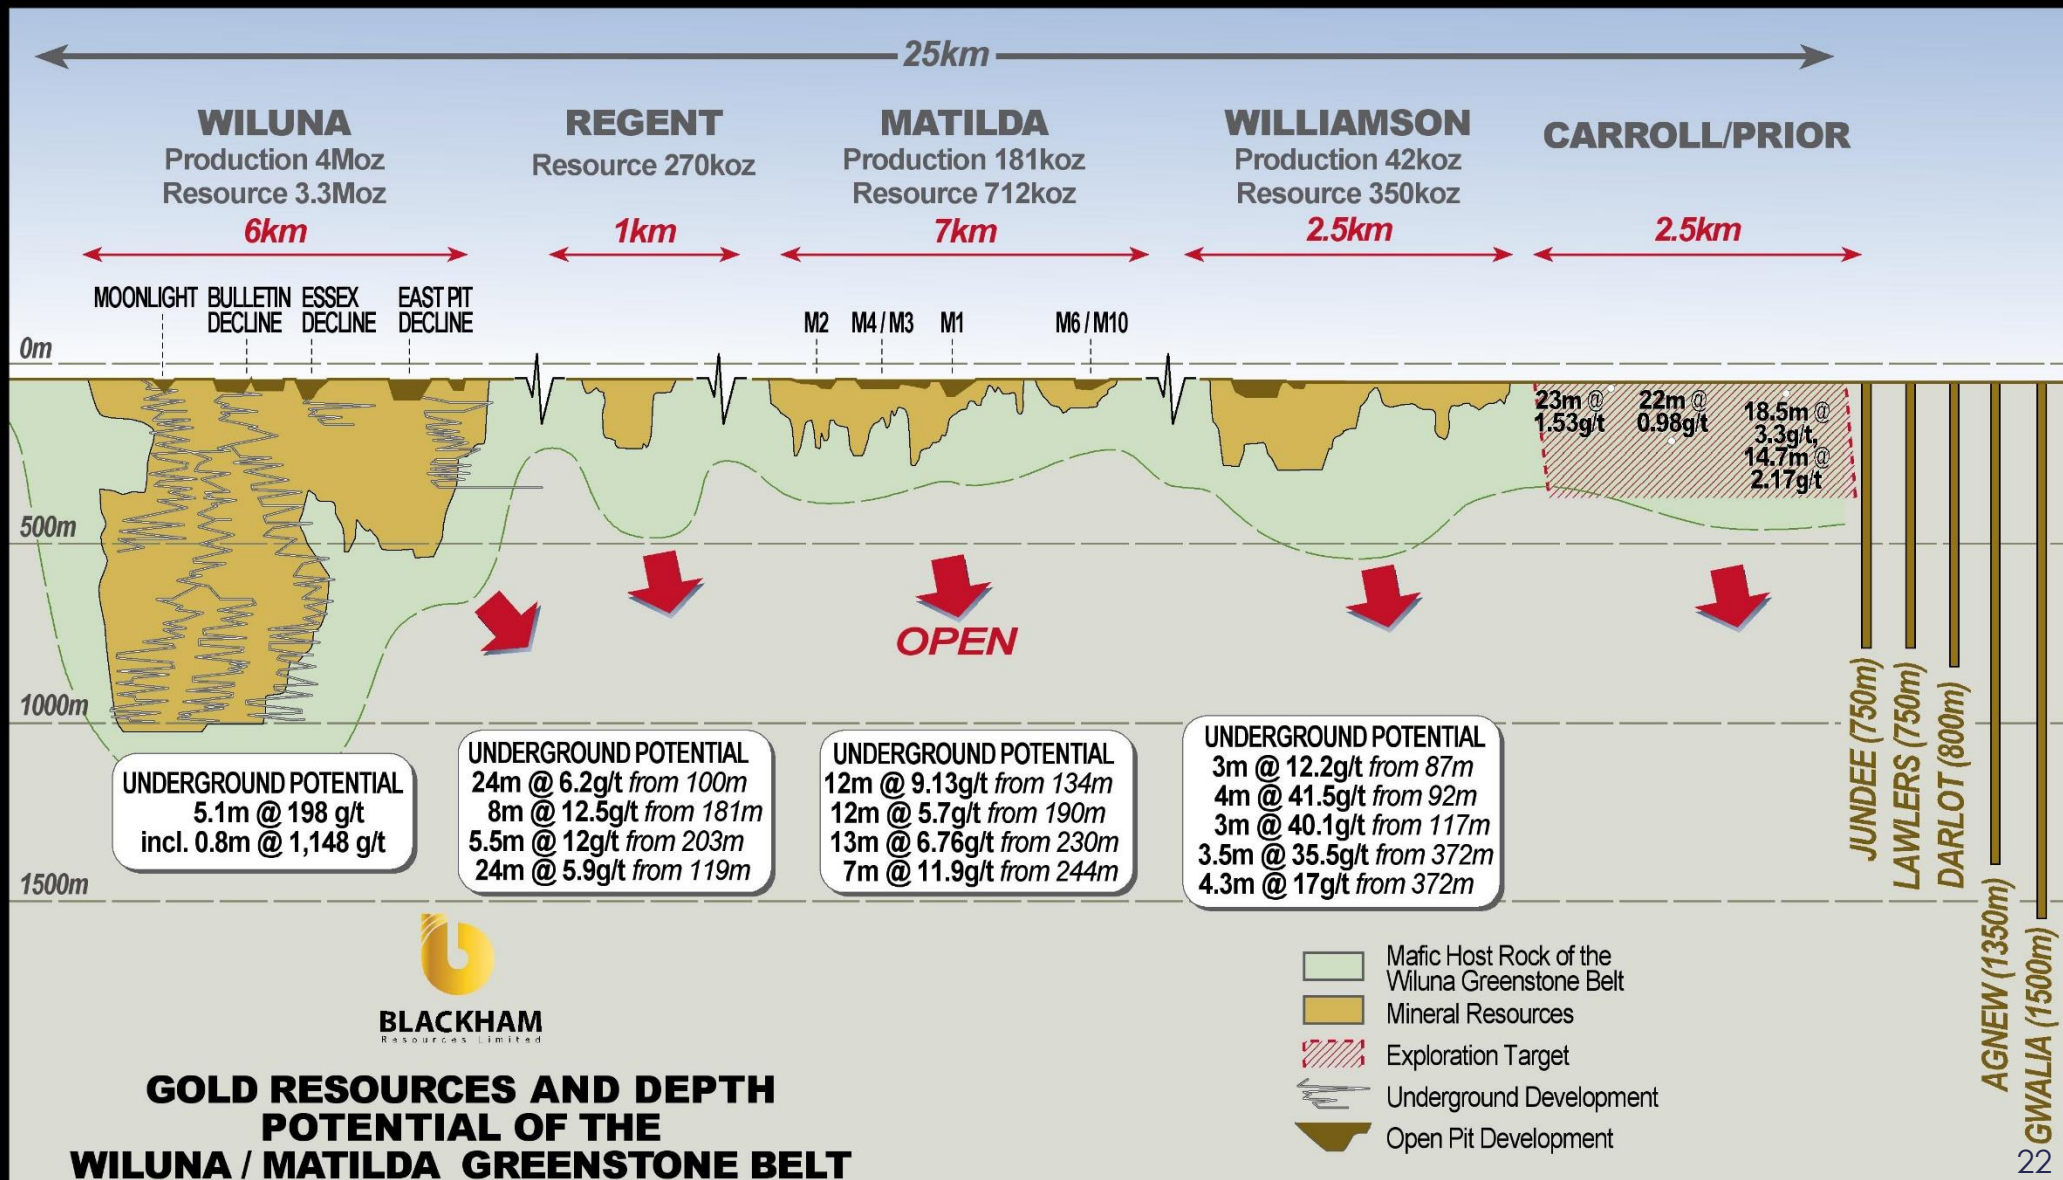 25km
WILUNA
Production 4Moz
Resource 3.3Moz
6km
REGENT
Resource 270koz
1km
MATILDA
Production 181koz
Resource 712koz
7km
WILLIAMSON
Production 42koz
Resource 350koz
2.5km
CARROLL/PRIOR
2.5km
MOONLIGHT
BULLETIN
DECLINE
ESSEX
DECLINE
EAST PIT
DECLINE
M2
M4 / M3
M1
M6 / M10
0m
500m
1000m
1500m
23m @
1.53g/t
22m @
0.98g/t
18.5m @
3.3g/t,
14.7m @
2.17g/t
OPEN
UNDERGROUND POTENTIAL
5.1m @ 198 g/t
incl. 0.8m @ 1,148 g/t
UNDERGROUND POTENTIAL
24m @ 6.2g/t from 100m
8m @ 12.5g/t from 181m
5.5m @ 12g/t from 203m
24m @ 5.9g/t from 119m
UNDERGROUND POTENTIAL
12m @ 9.13g/t from 134m
12m @ 5.7g/t from 190m
13m @ 6.76g/t from 230m
7m @ 11.9g/t from 244m
UNDERGROUND POTENTIAL
3m @ 12.2g/t from 87m
4m @ 41.5g/t from 92m
3m @ 40.1g/t from 117m
3.5m @ 35.5g/t from 372m
4.3m @ 17g/t from 372m
JUNDEE (750m)
LAWLERS (750m)
DARLOT (800m)
AGNEW (1350m)
GWALIA (1500m)
BLACKHAM
Resources Limited
GOLD RESOURCES AND DEPTH
POTENTIAL OF THE
WILUNA / MATILDA GREENSTONE BELT
Mafic Host Rock of the
Wiluna Greenstone Belt
Mineral Resources
Exploration Target
Underground Development
Open Pit Development
22